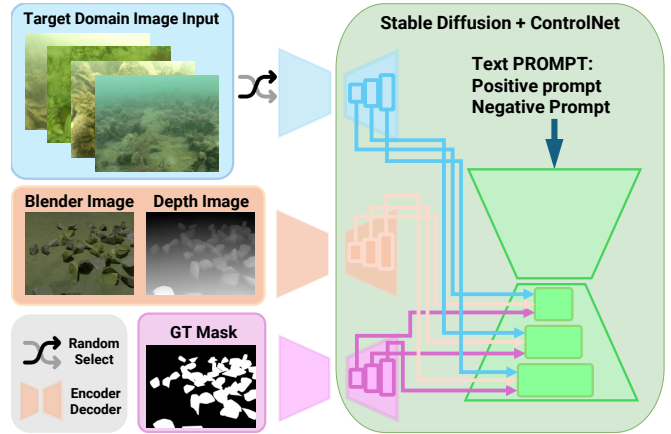 Target Domain Image Input
Stable Diffusion + ControlNet
Text PROMPT:
Positive prompt
Negative Prompt
Blender Image
Depth Image
GT Mask
Random
Select
Encoder
Decoder